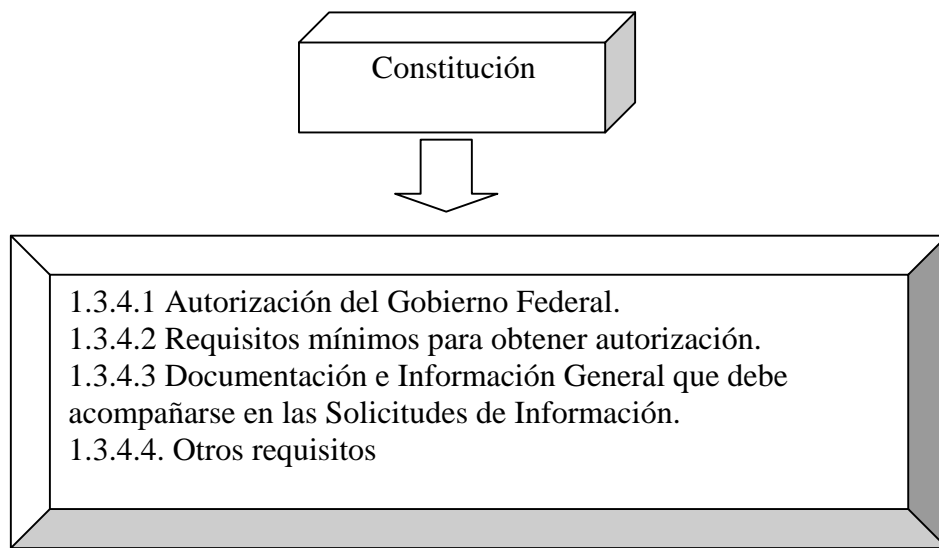 Constitución
1.3.4.1 Autorización del Gobierno Federal.
1.3.4.2 Requisitos mínimos para obtener autorización.
1.3.4.3 Documentación e Información General que debe
acompañarse en las Solicitudes de Información.
1.3.4.4. Otros requisitos